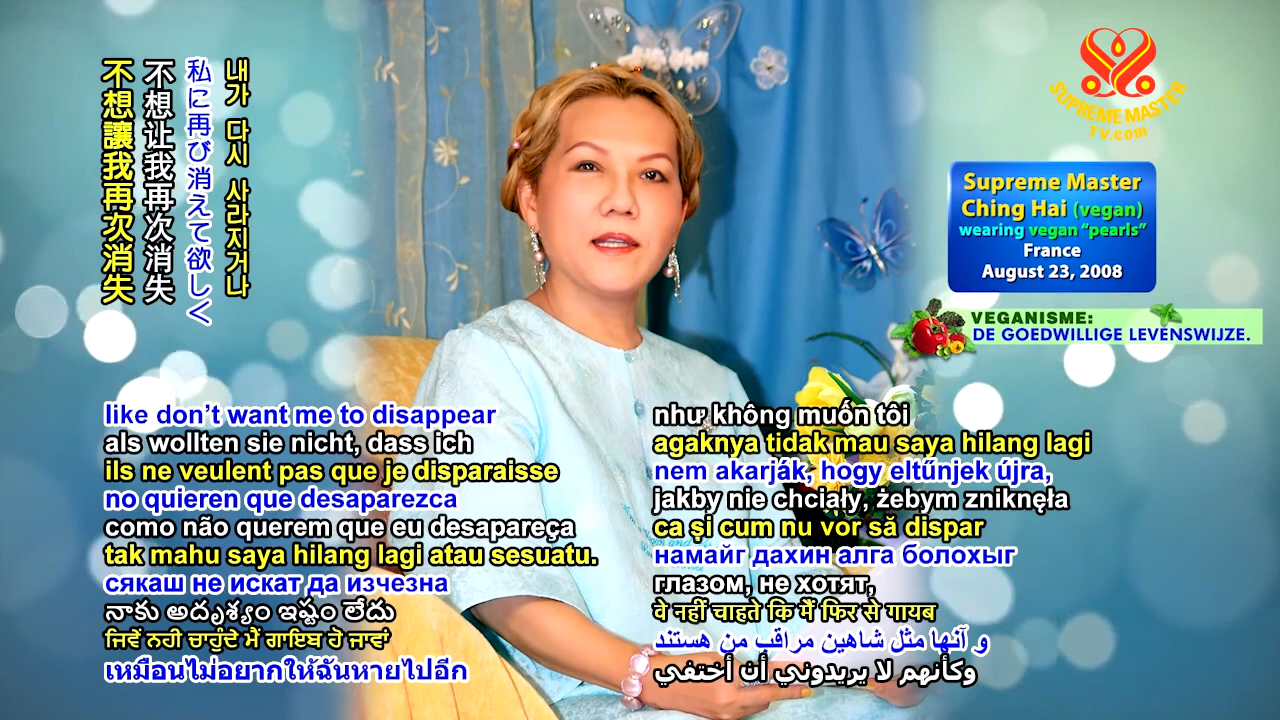 내가 다시 사라지거나
私に再び消えて欲しく
不想让我再次消失
不想讓我再次消失
SUPREME MASTER
TV.com
Supreme Master
Ching Hai (vegan)
wearing vegan “pearls”
France
August 23, 2008
VEGANISME:
DE GOEDWILLIGE LEVENSWIJZE.
like don’t want me to disappear
als wollten sie nicht, dass ich
ils ne veulent pas que je disparaisse
no quieren que desaparezca
como não querem que eu desapareça
tak mahu saya hilang lagi atau sesuatu.
сякаш не искат да изчезна
నాకు అదృశ్యం ఇష్టం లేదు
ਜਿਵੇਂ ਨਹੀ ਚਾਹੁੰਦੇ ਮੈਂ ਗਾਇਬ ਹੋ ਜਾਵਾਂ
เหมือนไม่อยากให้ฉันหายไปอีก
như không muốn tôi
agaknya tidak mau saya hilang lagi
nem akarják, hogy eltűnjek újra,
jakby nie chciały, żebym zniknęła
ca și cum nu vor să dispar
намайг дахин алга болохыг
глазом, не хотят,
वे नहीं चाहते कि मैं फिर से गायब
و آنها مثل شاهین مراقب من هستند
وكأنهم لا يريدوني أن أختفي